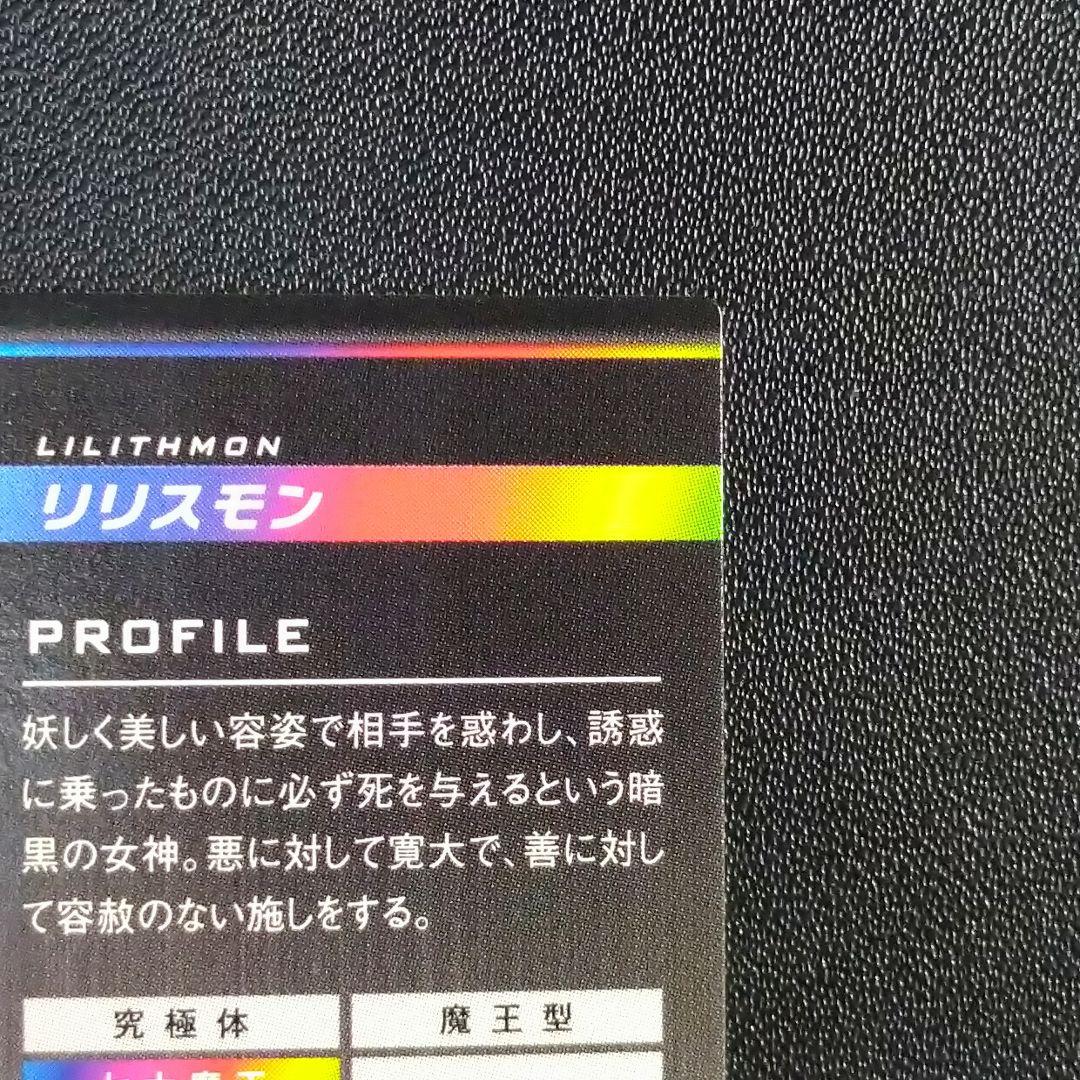 LILITHMON
リリスモン
PROFILE
妖しく美しい容姿で相手を惑わし、誘惑
に乗ったものに必ず死を与えるという暗
黒の女神。悪に対して寛大で、善に対し
て容赦のない施しをする。
究極体
魔王型